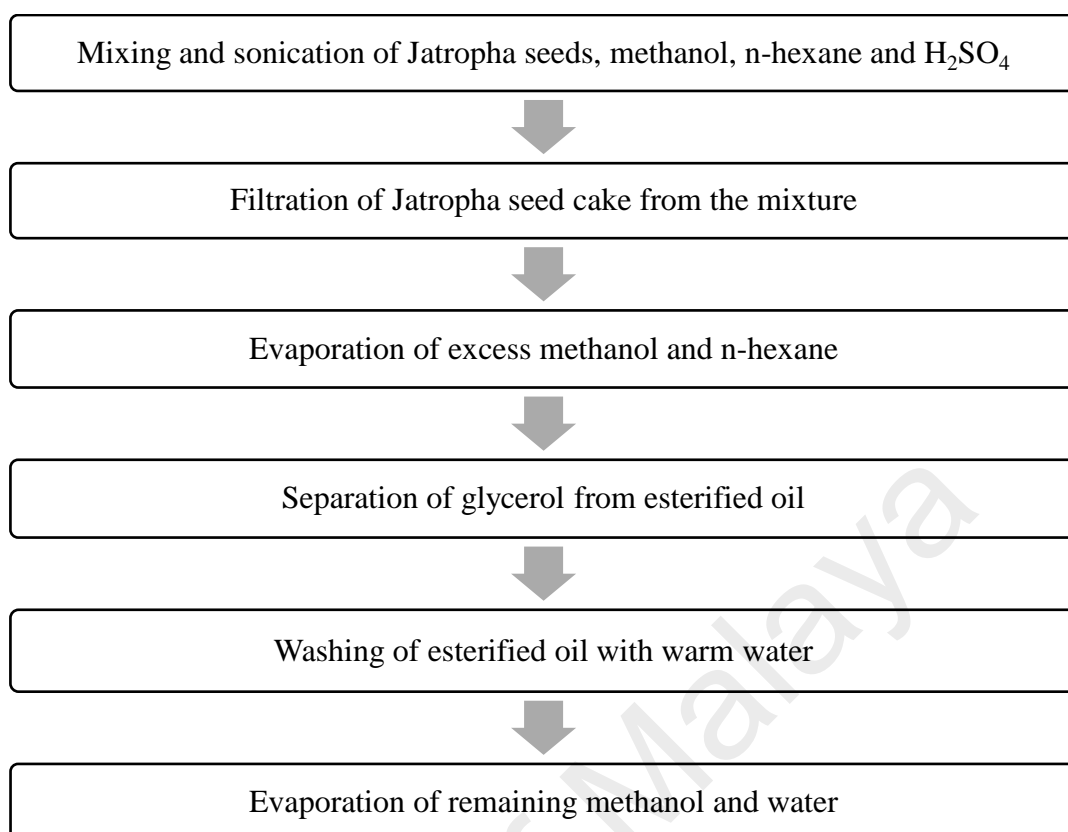 Mixing and sonication of Jatropha seeds, methanol, n-hexane and H₂SO₄
Filtration of Jatropha seed cake from the mixture
Evaporation of excess methanol and n-hexane
Separation of glycerol from esterified oil
Washing of esterified oil with warm water
Evaporation of remaining methanol and water
Malaya